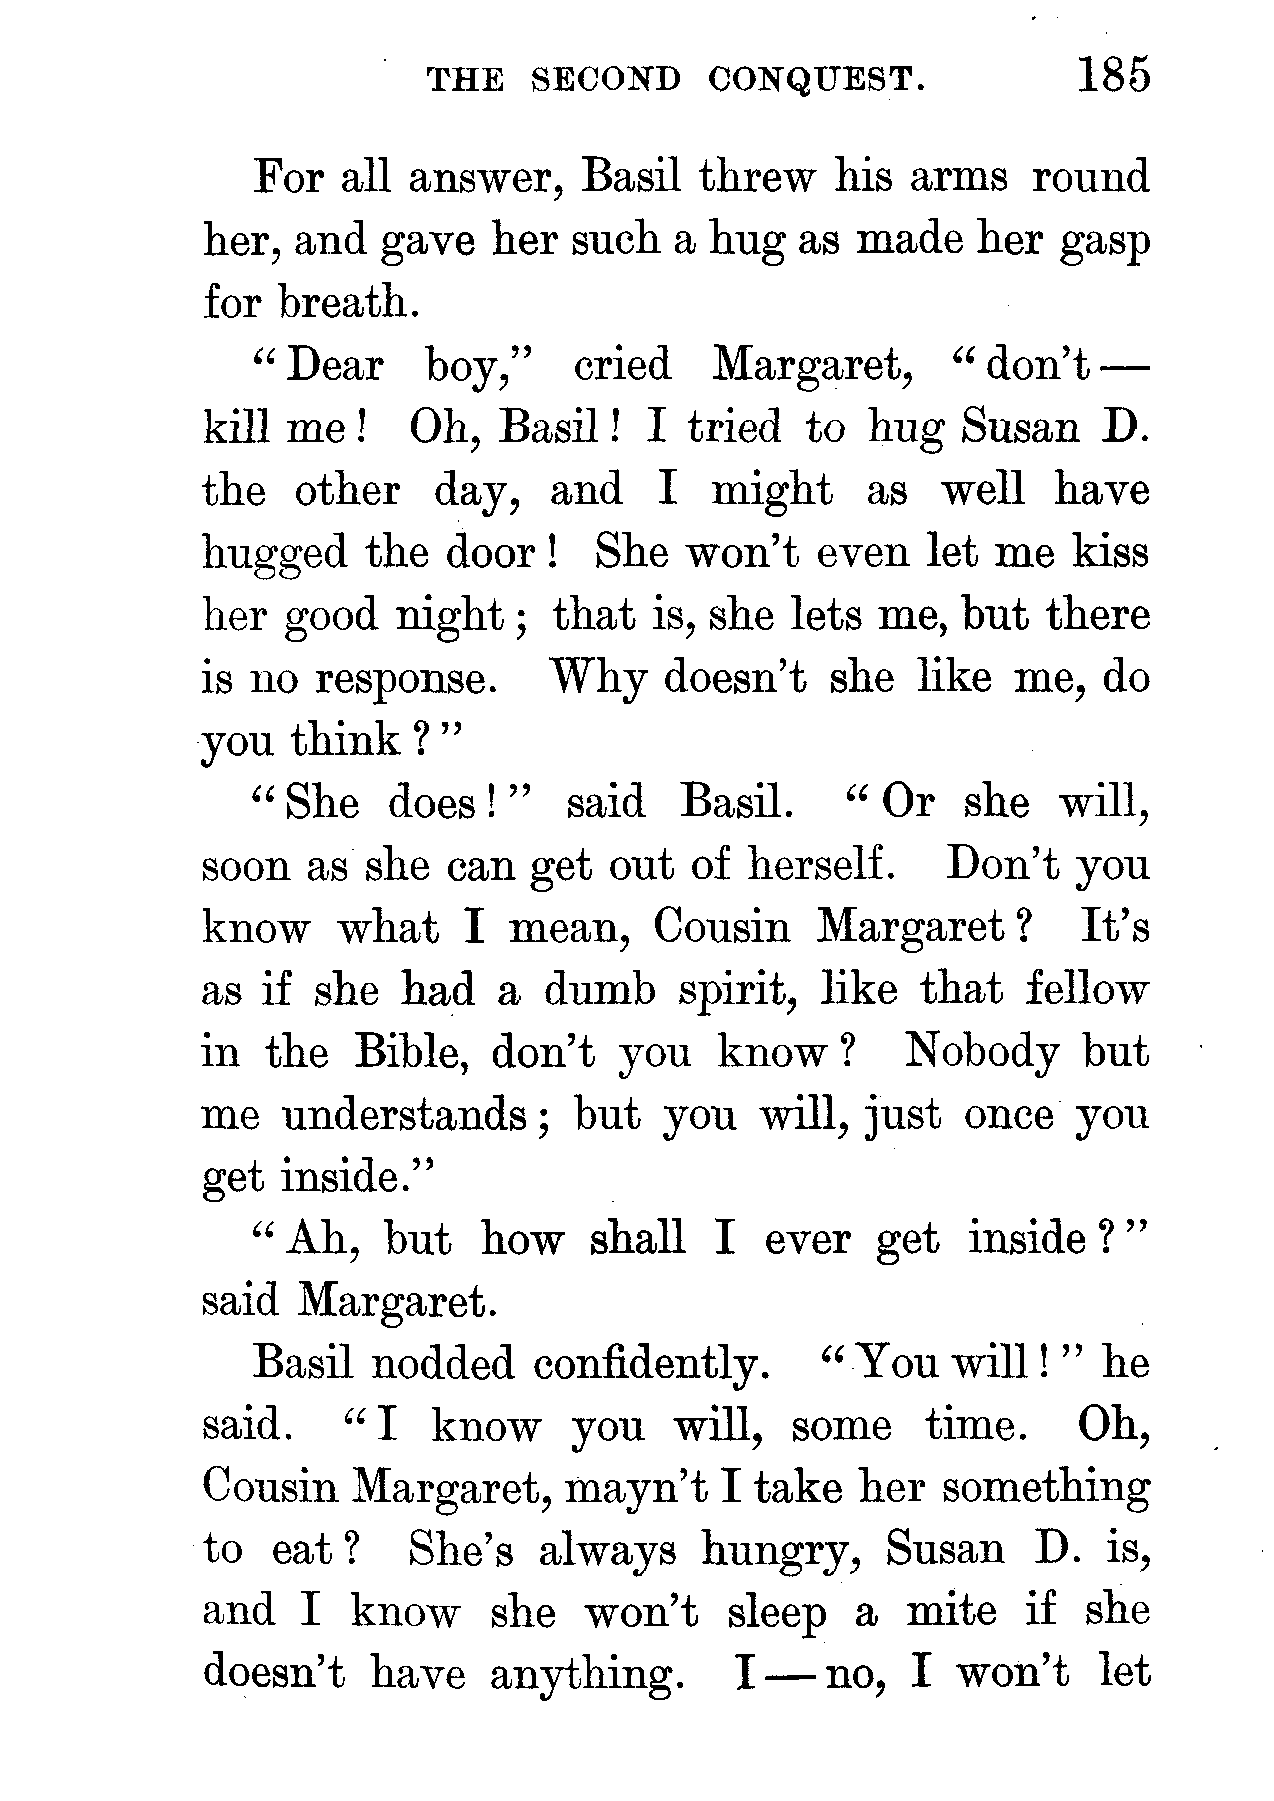 THE SECOND CONQUEST. 185
For all answer, Basil threw his arms round
her, and gave her such a hug as made her gasp
for breath.
“Dear boy,” cried Margaret, “don’t—
kill me! Oh, Basil! I tried to hug Susan D.
the other day, and I might as well have
hugged the door! She won’t even let me kiss
her good night; that is, she lets me, but there
is no response. Why doesn’t she like me, do
you think?”
“She does!” said Basil. “Or she will,
soon as she can get out of herself. Don’t you
know what I mean, Cousin Margaret? It’s
as if she had a dumb spirit, like that fellow
in the Bible, don’t you know? Nobody but
me understands; but you will, just once you
get inside.”
“Ah, but how shall I ever get inside?”
said Margaret.
Basil nodded confidently. “You will!” he
said. “I know you will, some time. Oh,
Cousin Margaret, mayn’t I take her something
to eat? She’s always hungry, Susan D. is,
and I know she won’t sleep a mite if she
doesn’t have anything. I—no, I won’t let